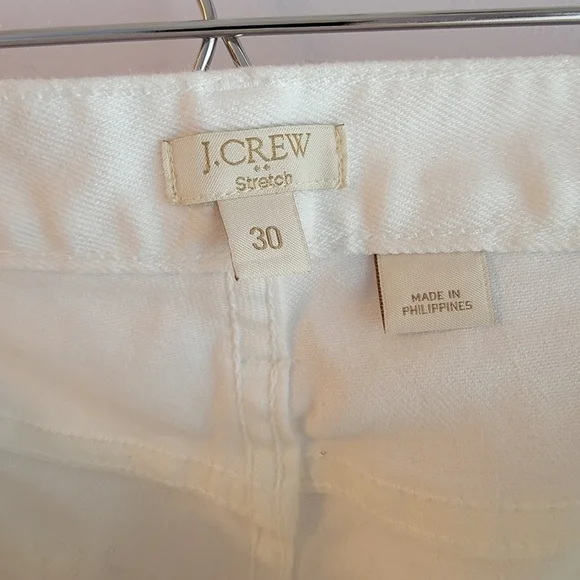 J.CREW
Stretch
30
MADE IN
PHILIPPINES